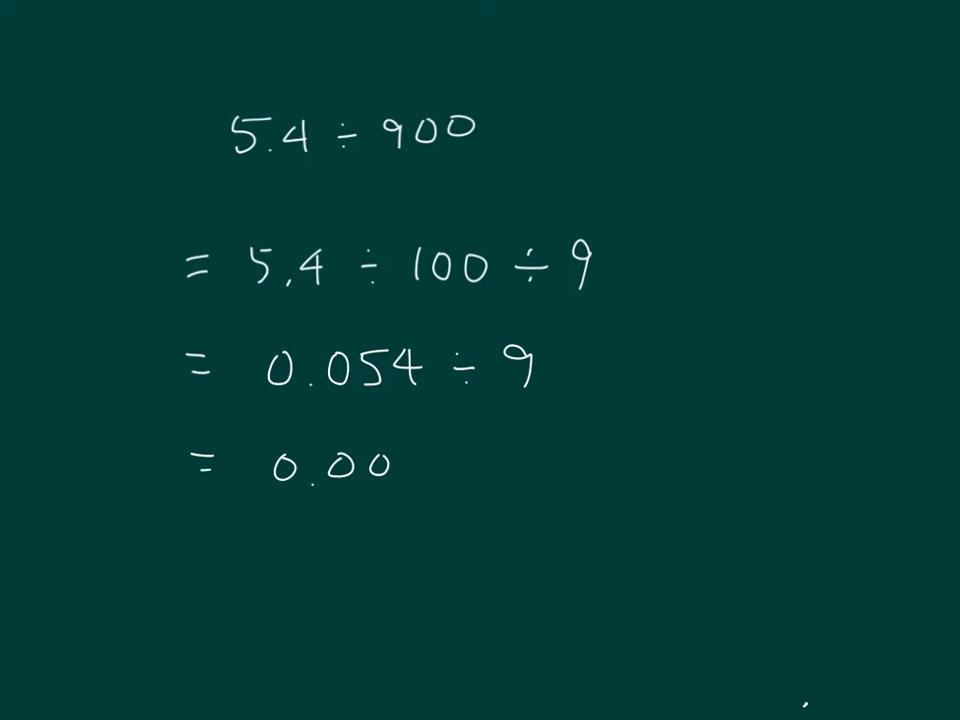 5.4 ÷ 900
= 5.4 ÷ 100 ÷ 9
= 0.054 ÷ 9
= 0.00